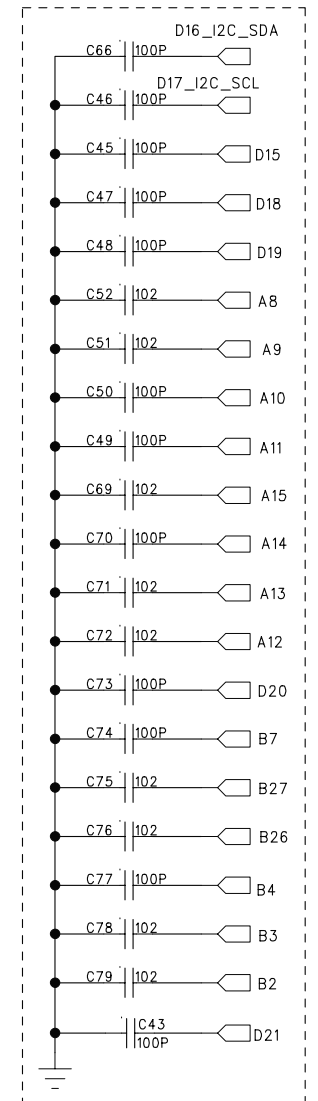 D16_I2C_SDA
C66 100P
D17_I2C_SCL
C46 100P
C45 100P D15
C47 100P D18
C48 100P D19
C52 102 A8
C51 102 A9
C50 100P A10
C49 100P A11
C69 102 A15
C70 100P A14
C71 102 A13
C72 102 A12
C73 100P D20
C74 100P B7
C75 102 B27
C76 102 B26
C77 100P B4
C78 102 B3
C79 102 B2
C43 D21
100P